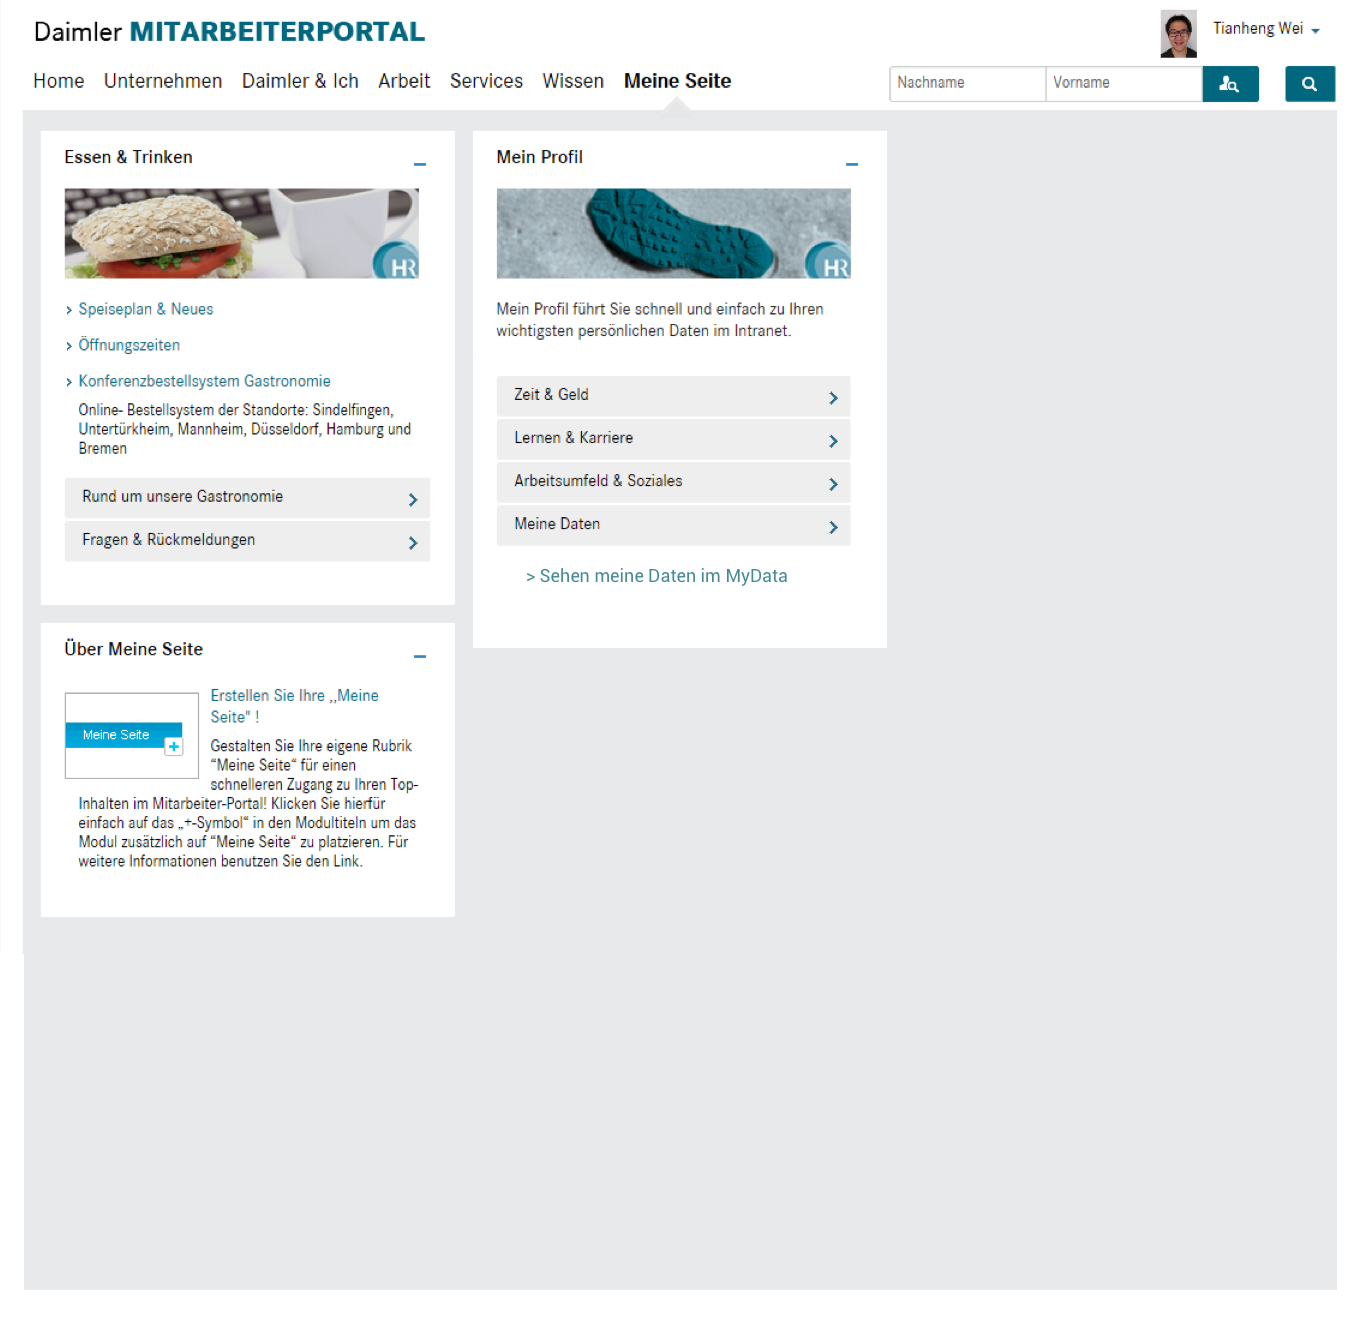 Daimler MITARBEITERPORTAL
Tianheng Wei
Home Unternehmen Daimler & Ich Arbeit Services Wissen Meine Seite
Nachname Vorname
Essen & Trinken
HR
> Speiseplan & Neues
> Öffnungszeiten
> Konferenzbestellsystem Gastronomie
Online- Bestellsystem der Standorte: Sindelfingen,
Untertürkheim, Mannheim, Düsseldorf, Hamburg und
Bremen
Rund um unsere Gastronomie
Fragen & Rückmeldungen
Mein Profil
HR
Mein Profil führt Sie schnell und einfach zu Ihren
wichtigsten persönlichen Daten im Intranet.
Zeit & Geld
Lernen & Karriere
Arbeitsumfeld & Soziales
Meine Daten
> Sehen meine Daten im MyData
Über Meine Seite
Meine Seite
Erstellen Sie Ihre ,,Meine
Seite" !
Gestalten Sie Ihre eigene Rubrik
“Meine Seite“ für einen
schnelleren Zugang zu Ihren Top-
Inhalten im Mitarbeiter-Portal! Klicken Sie hierfür
einfach auf das „+-Symbol“ in den Modultiteln um das
Modul zusätzlich auf “Meine Seite“ zu platzieren. Für
weitere Informationen benutzen Sie den Link.